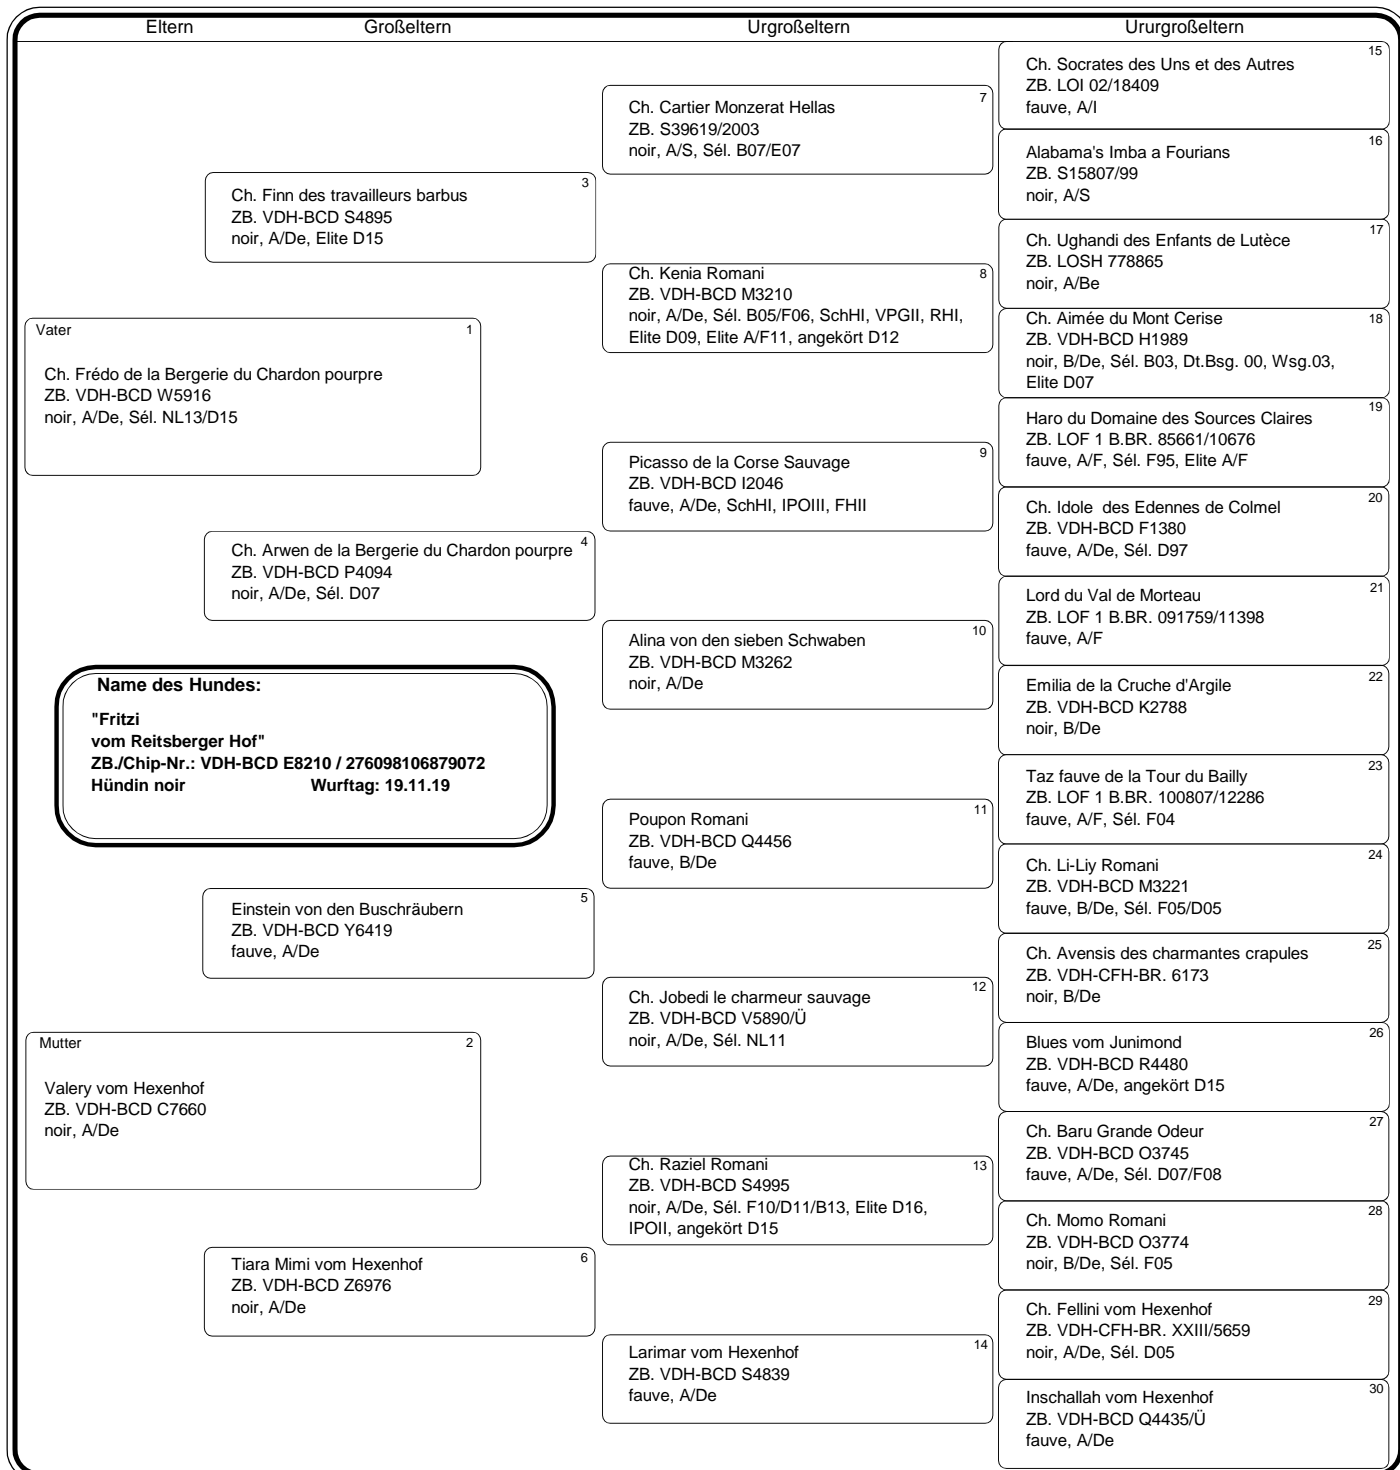 Eltern Großeltern Urgroßeltern Ururgroßeltern
Vater 1
Ch. Frédo de la Bergerie du Chardon pourpre
ZB. VDH-BCD W5916
noir, A/De, Sél. NL13/D15
Name des Hundes:
"Fritzi
vom Reitsberger Hof"
ZB./Chip-Nr.: VDH-BCD E8210 / 276098106879072
Hündin noir Wurftag: 19.11.19
Mutter 2
Valery vom Hexenhof
ZB. VDH-BCD C7660
noir, A/De
3
Ch. Finn des travailleurs barbus
ZB. VDH-BCD S4895
noir, A/De, Elite D15
Ch. Arwen de la Bergerie du Chardon pourpre 4
ZB. VDH-BCD P4094
noir, A/De, Sél. D07
5
Einstein von den Buschräubern
ZB. VDH-BCD Y6419
fauve, A/De
6
Tiara Mimi vom Hexenhof
ZB. VDH-BCD Z6976
noir, A/De
7
Ch. Cartier Monzerat Hellas
ZB. S39619/2003
noir, A/S, Sél. B07/E07
Ch. Kenia Romani 8
ZB. VDH-BCD M3210
noir, A/De, Sél. B05/F06, SchHI, VPGII, RHI,
Elite D09, Elite A/F11, angekört D12
9
Picasso de la Corse Sauvage
ZB. VDH-BCD I2046
fauve, A/De, SchHI, IPOIII, FHII
10
Alina von den sieben Schwaben
ZB. VDH-BCD M3262
noir, A/De
11
Poupon Romani
ZB. VDH-BCD Q4456
fauve, B/De
12
Ch. Jobedi le charmeur sauvage
ZB. VDH-BCD V5890/Ü
noir, A/De, Sél. NL11
Ch. Raziel Romani 13
ZB. VDH-BCD S4995
noir, A/De, Sél. F10/D11/B13, Elite D16,
IPOII, angekört D15
14
Larimar vom Hexenhof
ZB. VDH-BCD S4839
fauve, A/De
15
Ch. Socrates des Uns et des Autres
ZB. LOI 02/18409
fauve, A/I
16
Alabama's Imba a Fourians
ZB. S15807/99
noir, A/S
17
Ch. Ughandi des Enfants de Lutèce
ZB. LOSH 778865
noir, A/Be
18
Ch. Aimée du Mont Cerise
ZB. VDH-BCD H1989
noir, B/De, Sél. B03, Dt.Bsg. 00, Wsg.03,
Elite D07
19
Haro du Domaine des Sources Claires
ZB. LOF 1 B.BR. 85661/10676
fauve, A/F, Sél. F95, Elite A/F
20
Ch. Idole des Edennes de Colmel
ZB. VDH-BCD F1380
fauve, A/De, Sél. D97
21
Lord du Val de Morteau
ZB. LOF 1 B.BR. 091759/11398
fauve, A/F
22
Emilia de la Cruche d'Argile
ZB. VDH-BCD K2788
noir, B/De
23
Taz fauve de la Tour du Bailly
ZB. LOF 1 B.BR. 100807/12286
fauve, A/F, Sél. F04
24
Ch. Li-Liy Romani
ZB. VDH-BCD M3221
fauve, B/De, Sél. F05/D05
25
Ch. Avensis des charmantes crapules
ZB. VDH-CFH-BR. 6173
noir, B/De
26
Blues vom Junimond
ZB. VDH-BCD R4480
fauve, A/De, angekört D15
27
Ch. Baru Grande Odeur
ZB. VDH-BCD O3745
fauve, A/De, Sél. D07/F08
28
Ch. Momo Romani
ZB. VDH-BCD O3774
noir, B/De, Sél. F05
29
Ch. Fellini vom Hexenhof
ZB. VDH-CFH-BR. XXIII/5659
noir, A/De, Sél. D05
30
Inschallah vom Hexenhof
ZB. VDH-BCD Q4435/Ü
fauve, A/De